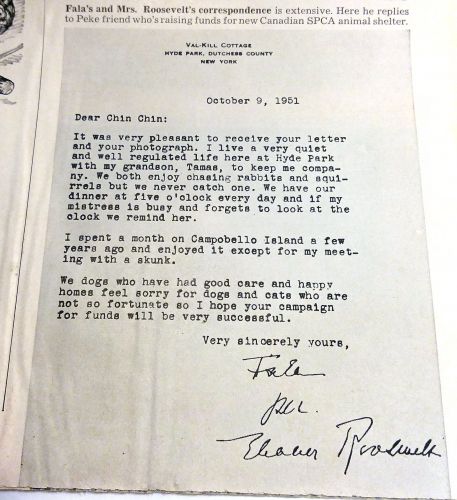 Fala's and Mrs. Roosevelt's correspondence is extensive. Here he replies
to Peke friend who's raising funds for new Canadian SPCA animal shelter.
VAL-KILL COTTAGE
HYDE PARK, DUTCHESS COUNTY
NEW YORK
October 9, 1951
Dear Chin Chin:
It was very pleasant to receive your letter
and your photograph. I live a very quiet
and well regulated life here at Hyde Park
with my grandson, Tamas, to keep me compa-
ny. We both enjoy chasing rabbits and squi-
rrels but we never catch one. We have our
dinner at five o'clock every day and if my
mistress is busy and forgets to look at the
clock we remind her.
I spent a month on Campobello Island a few
years ago and enjoyed it except for my meet-
ing with a skunk.
We dogs who have had good care and happy
homes feel sorry for dogs and cats who are
not so fortunate so I hope your campaign
for funds will be very successful.
Very sincerely yours,
Fala
per
Eleanor Roosevelt